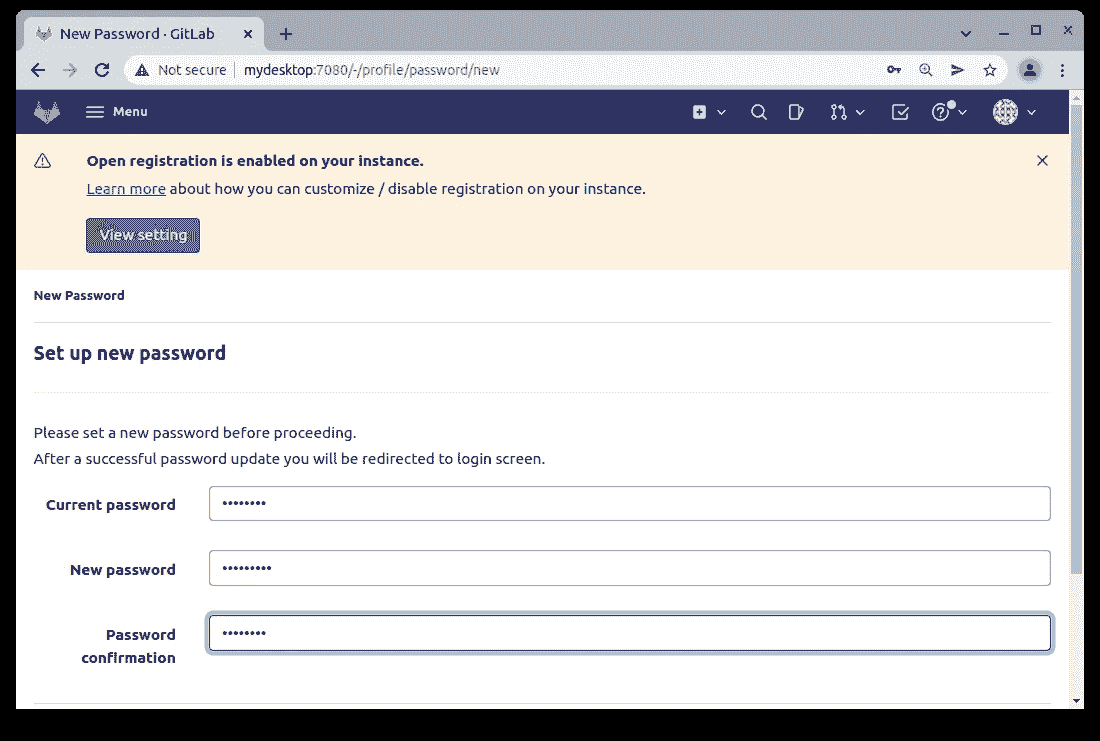 New Password · GitLab
Not secure mydesktop:7080/-/profile/password/new
Menu
Open registration is enabled on your instance.
Learn more about how you can customize / disable registration on your instance.
View setting
New Password
Set up new password
Please set a new password before proceeding.
After a successful password update you will be redirected to login screen.
Current password ••••••••
New password •••••••••
Password ••••••••
confirmation